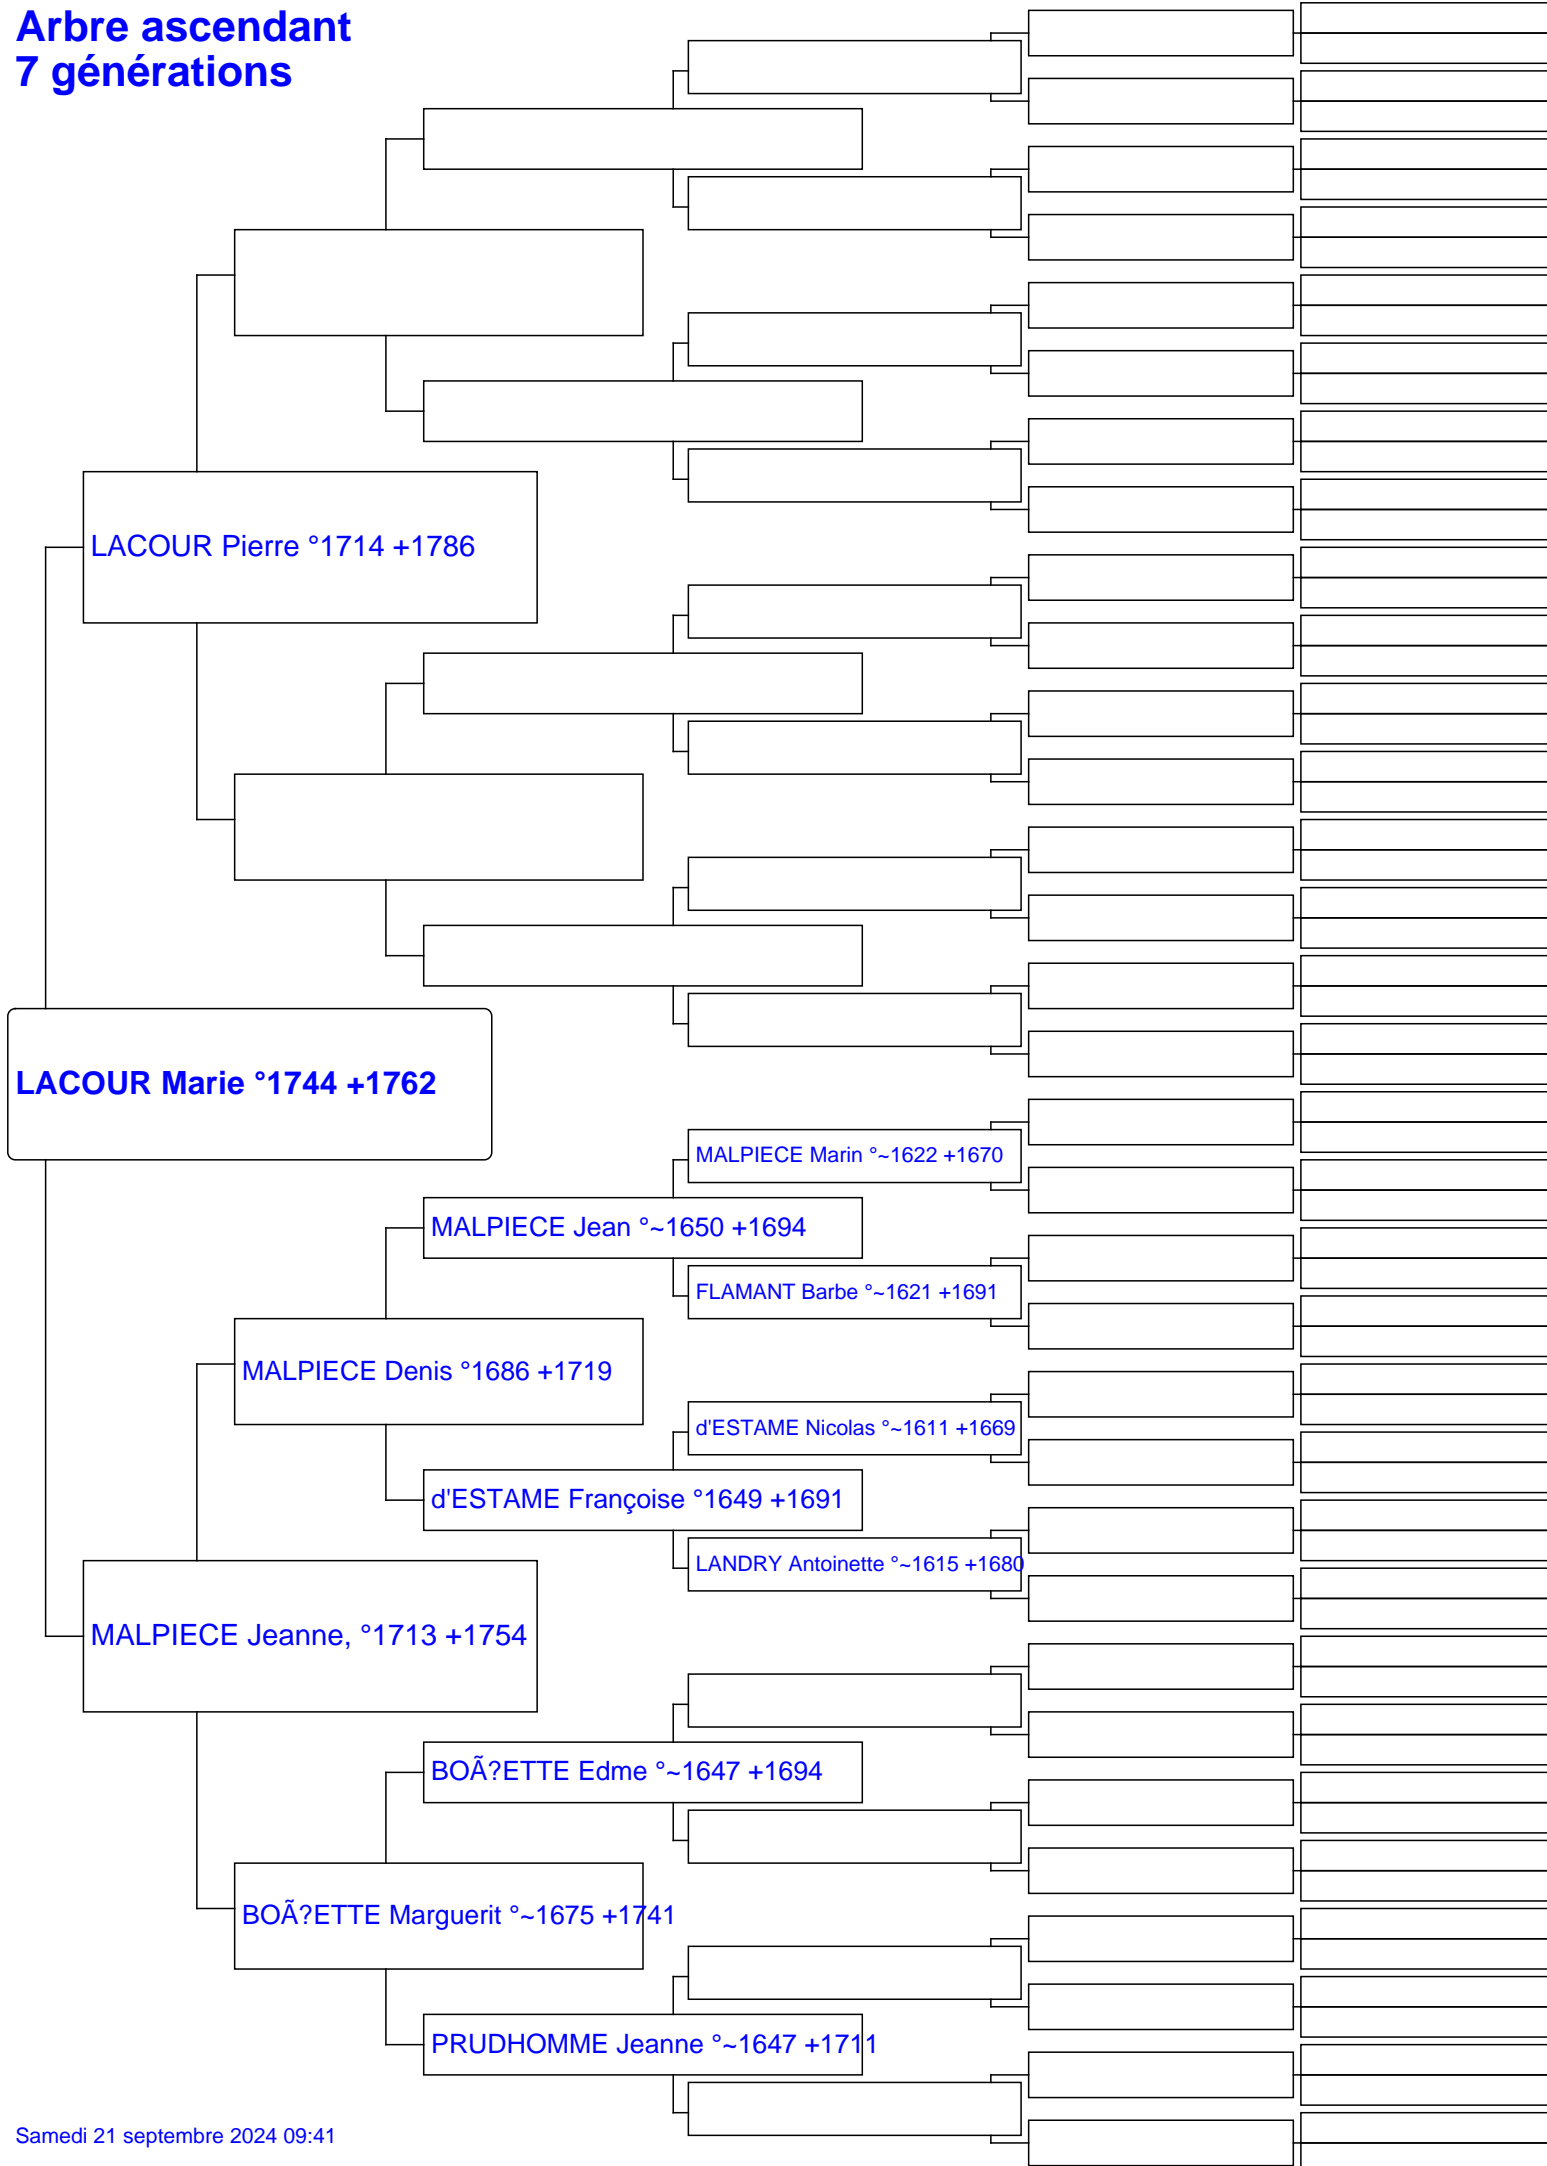 Arbre ascendant
7 générations
LACOUR Pierre °1714 +1786
LACOUR Marie °1744 +1762
MALPIECE Marin °~1622 +1670
MALPIECE Jean °~1650 +1694
FLAMANT Barbe °~1621 +1691
MALPIECE Denis °1686 +1719
d'ESTAME Nicolas °~1611 +1669
d'ESTAME Françoise °1649 +1691
LANDRY Antoinette °~1615 +1680
MALPIECE Jeanne, °1713 +1754
BOÃ?ETTE Edme °~1647 +1694
BOÃ?ETTE Marguerit °~1675 +1741
PRUDHOMME Jeanne °~1647 +1711
Samedi 21 septembre 2024 09:41